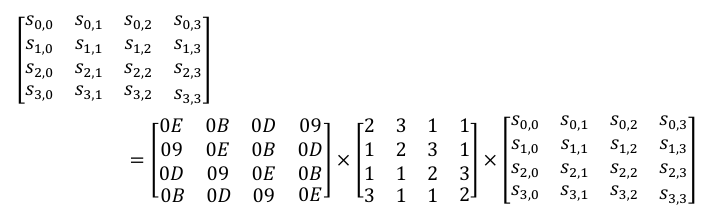 s0,0 s0,1 s0,2 s0,3
s1,0 s1,1 s1,2 s1,3
s2,0 s2,1 s2,2 s2,3
s3,0 s3,1 s3,2 s3,3
0E 0B 0D 09 2 3 1 1 s0,0 s0,1 s0,2 s0,3
09 0E 0B 0D 1 2 3 1 s1,0 s1,1 s1,2 s1,3
= × ×
0D 09 0E 0B 1 1 2 3 s2,0 s2,1 s2,2 s2,3
0B 0D 09 0E 3 1 1 2 s3,0 s3,1 s3,2 s3,3